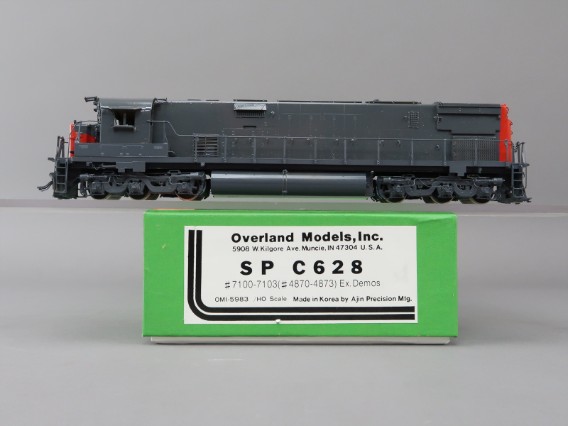 Overland Models, Inc.
5908 W. Kilgore Ave. Muncie, IN 47304 U.S.A.
SP C628
#7100-7103(#4870-4873) Ex. Demos
OMI-5983 /HO Scale Made in Korea by Ajin Precision Mfg.